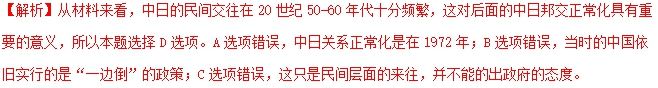 【解析】从材料来看，中日的民间交往在 20 世纪 50-60 年代十分频繁，这对后面的中日邦交正常化具有重
要的意义，所以本题选择 D 选项。A 选项错误，中日关系正常化是在 1972 年；B 选项错误，当时的中国依
旧实行的是“一边倒”的政策；C 选项错误，这只是民间层面的来往，并不能的出政府的态度。